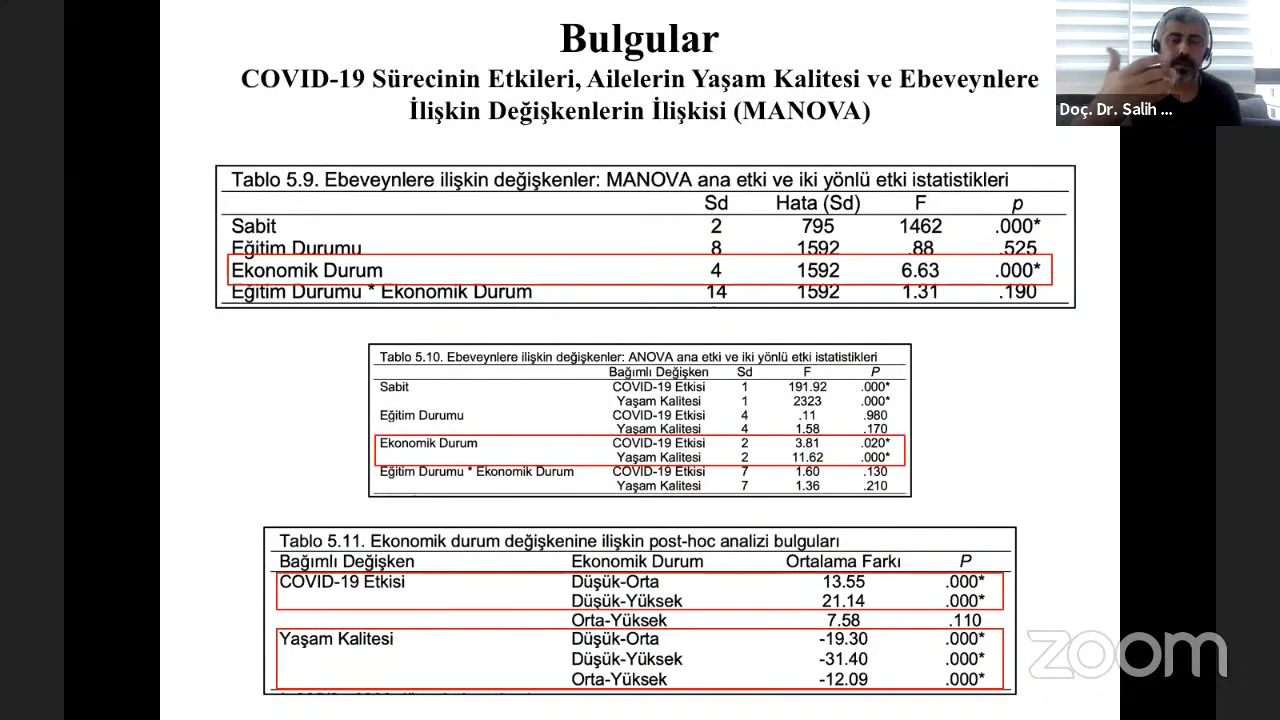 Bulgular
COVID-19 Sürecinin Etkileri, Ailelerin Yaşam Kalitesi ve Ebeveynlere
İlişkin Değişkenlerin İlişkisi (MANOVA)
Doç. Dr. Salih ...
Tablo 5.9. Ebeveynlere ilişkin değişkenler: MANOVA ana etki ve iki yönlü etki istatistikleri
Sd Hata (Sd) F p
Sabit 2 795 1462 .000*
Eğitim Durumu 8 1592 .88 .525
Ekonomik Durum 4 1592 6.63 .000*
Eğitim Durumu * Ekonomik Durum 14 1592 1.31 .190
Tablo 5.10. Ebeveynlere ilişkin değişkenler: ANOVA ana etki ve iki yönlü etki istatistikleri
Bağımlı Değişken Sd F P
Sabit COVID-19 Etkisi 1 191.92 .000*
Yaşam Kalitesi 1 2323 .000*
Eğitim Durumu COVID-19 Etkisi 4 .11 .980
Yaşam Kalitesi 4 1.58 .170
Ekonomik Durum COVID-19 Etkisi 2 3.81 .020*
Yaşam Kalitesi 2 11.62 .000*
Eğitim Durumu * Ekonomik Durum COVID-19 Etkisi 7 1.60 .130
Yaşam Kalitesi 7 1.36 .210
Tablo 5.11. Ekonomik durum değişkenine ilişkin post-hoc analizi bulguları
Bağımlı Değişken Ekonomik Durum Ortalama Farkı P
COVID-19 Etkisi Düşük-Orta 13.55 .000*
Düşük-Yüksek 21.14 .000*
Orta-Yüksek 7.58 .110
Yaşam Kalitesi Düşük-Orta -19.30 .000*
Düşük-Yüksek -31.40 .000*
Orta-Yüksek -12.09 .000*
zoom